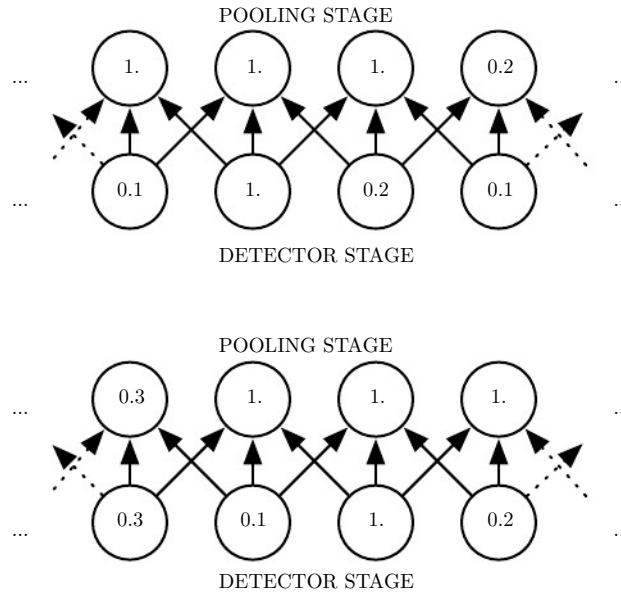 POOLING STAGE
... 1. 1. 1. 0.2 ...
... 0.1 1. 0.2 0.1 ...
DETECTOR STAGE
POOLING STAGE
... 0.3 1. 1. 1. ...
... 0.3 0.1 1. 0.2 ...
DETECTOR STAGE